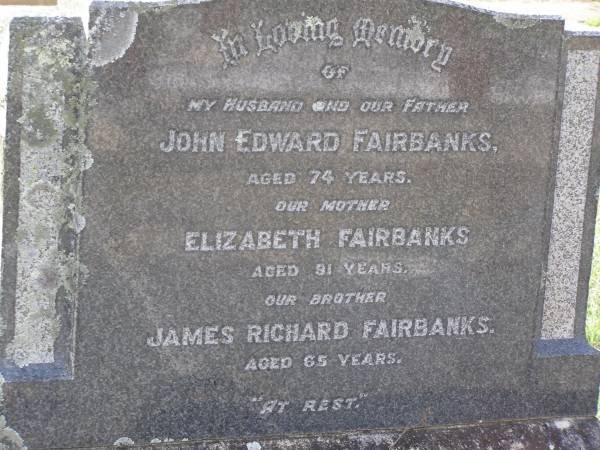 In Loving Memory
OF
MY HUSBAND AND OUR FATHER
JOHN EDWARD FAIRBANKS,
AGED 74 YEARS.
OUR MOTHER
ELIZABETH FAIRBANKS
AGED 91 YEARS.
OUR BROTHER
JAMES RICHARD FAIRBANKS.
AGED 65 YEARS.
"AT REST."